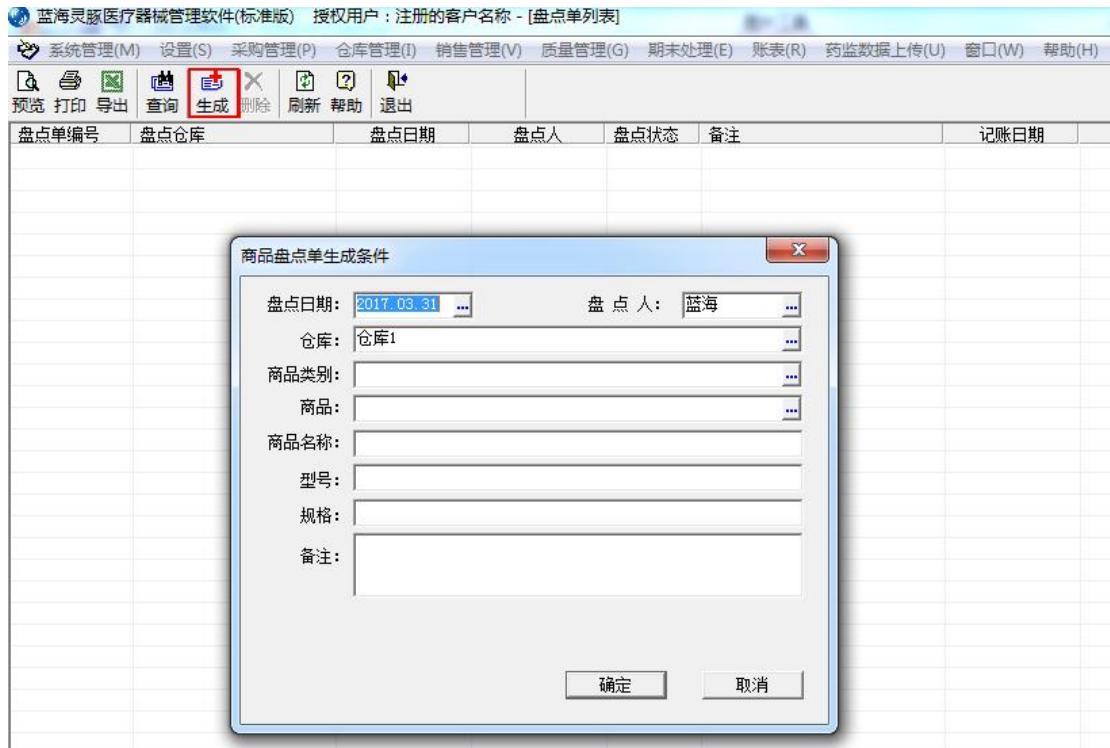 蓝海灵豚医疗器械管理软件(标准版) 授权用户：注册的客户名称 - [盘点单列表]
系统管理(M) 设置(S) 采购管理(P) 仓库管理(I) 销售管理(V) 质量管理(G) 期末处理(E) 账表(R) 药监数据上传(U) 窗口(W) 帮助(H)
预览 打印 导出 查询 生成 删除 刷新 帮助 退出
盘点单编号 盘点仓库 盘点日期 盘点人 盘点状态 备注 记账日期
商品盘点单生成条件
盘点日期： 2017.03.31 ... 盘 点 人： 蓝海 ...
仓库： 仓库1 ...
商品类别： ...
商品： ...
商品名称：
型号：
规格：
备注：
确定 取消